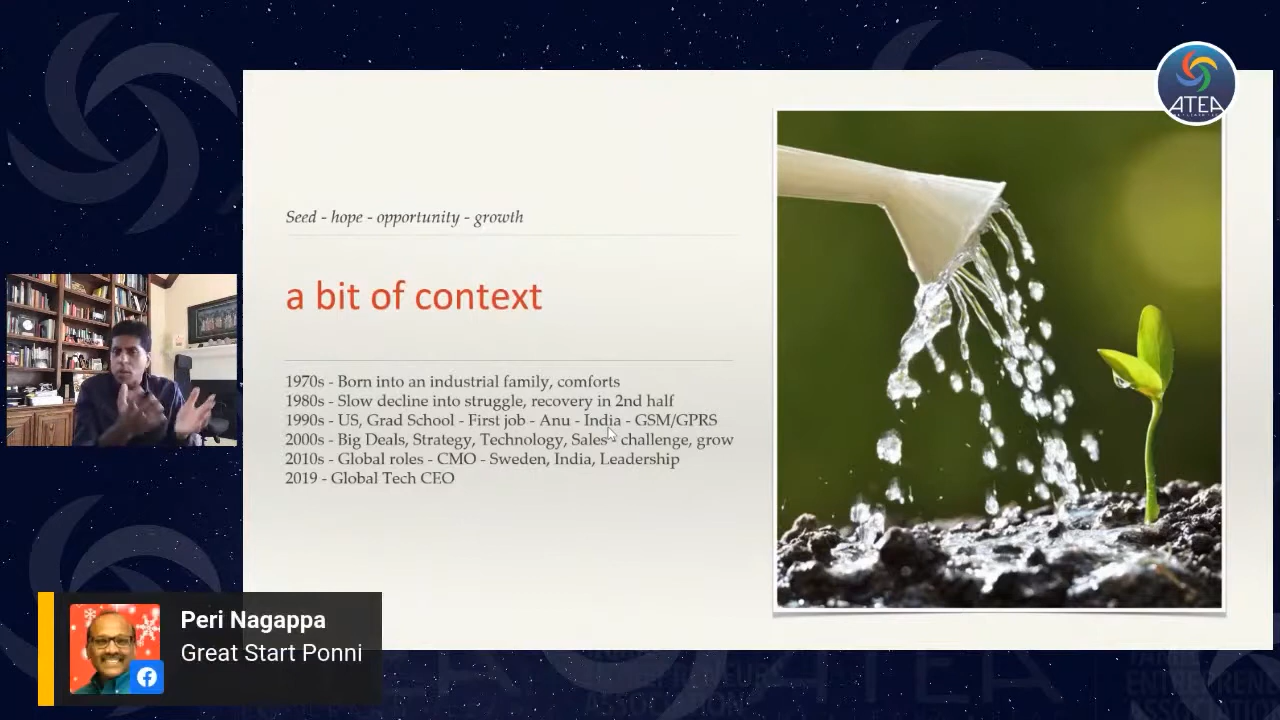 ATEA
Seed - hope - opportunity - growth
a bit of context
1970s - Born into an industrial family, comforts
1980s - Slow decline into struggle, recovery in 2nd half
1990s - US, Grad School - First job - Anu - India - GSM/GPRS
2000s - Big Deals, Strategy, Technology, Sales - challenge, grow
2010s - Global roles - CMO - Sweden, India, Leadership
2019 - Global Tech CEO
Peri Nagappa
Great Start Ponni